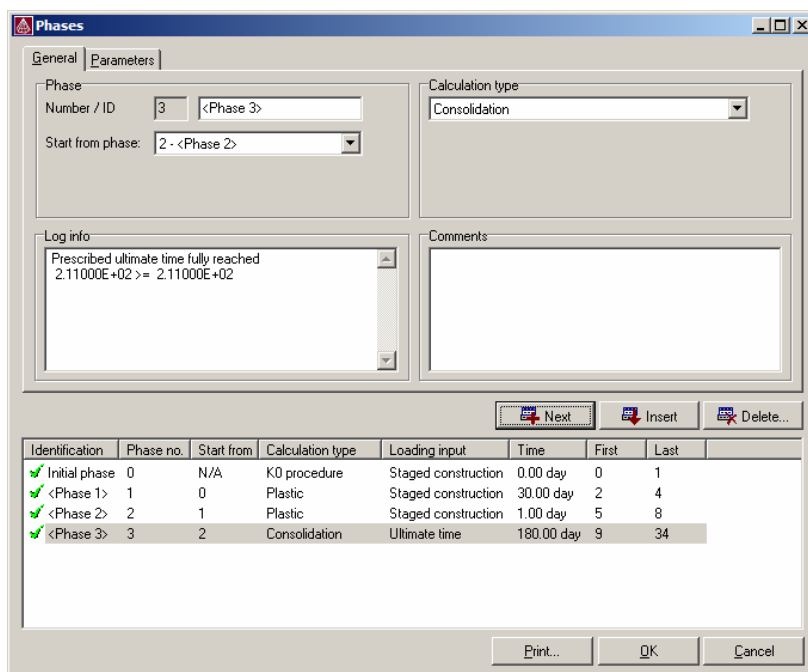 Phases
General Parameters
Phase
Number / ID 3 <Phase 3>
Start from phase: 2 - <Phase 2>
Calculation type
Consolidation
Log info
Prescribed ultimate time fully reached
2.11000E+02 >= 2.11000E+02
Comments
Next Insert Delete...
Identification Phase no. Start from Calculation type Loading input Time First Last
Initial phase 0 N/A K0 procedure Staged construction 0.00 day 0 1
<Phase 1> 1 0 Plastic Staged construction 30.00 day 2 4
<Phase 2> 2 1 Plastic Staged construction 1.00 day 5 8
<Phase 3> 3 2 Consolidation Ultimate time 180.00 day 9 34
Print... OK Cancel